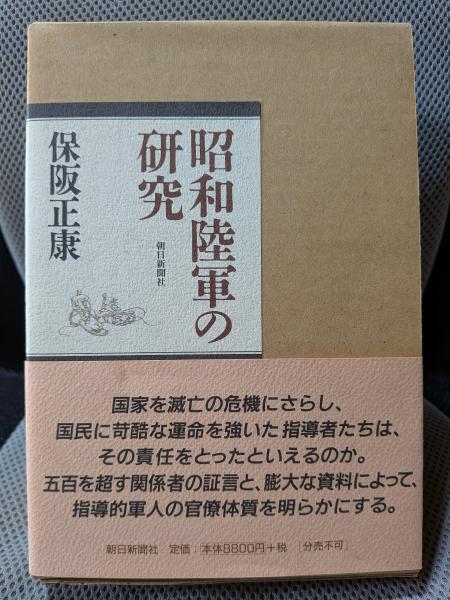 昭和陸軍の
研究
朝日新聞社
保阪正康
国家を滅亡の危機にさらし、
国民に苛酷な運命を強いた指導者たちは、
その責任をとったといえるのか。
五百を超す関係者の証言と、膨大な資料によって、
指導的軍人の官僚体質を明らかにする。
朝日新聞社 定価：本体8800円+税 [分売不可]